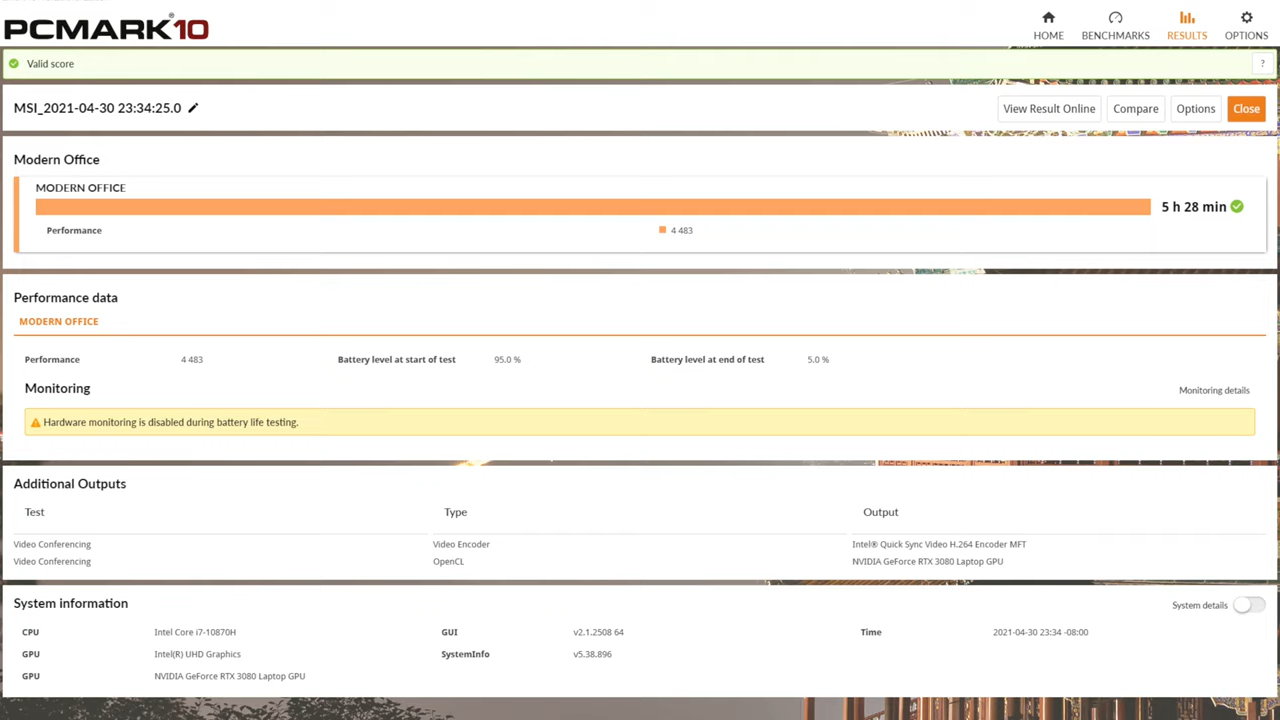 PCMARK®10
HOME BENCHMARKS RESULTS OPTIONS
Valid score ?
MSI_2021-04-30 23:34:25.0
View Result Online Compare Options Close
Modern Office
MODERN OFFICE
5 h 28 min
Performance 4 483
Performance data
MODERN OFFICE
Performance 4 483 Battery level at start of test 95.0 % Battery level at end of test 5.0 %
Monitoring Monitoring details
Hardware monitoring is disabled during battery life testing.
Additional Outputs
Test Type Output
Video Conferencing Video Encoder Intel® Quick Sync Video H.264 Encoder MFT
Video Conferencing OpenCL NVIDIA GeForce RTX 3080 Laptop GPU
System information System details
CPU Intel Core i7-10870H GUI v2.1.2508 64 Time 2021-04-30 23:34 -08:00
GPU Intel(R) UHD Graphics SystemInfo v5.38.896
GPU NVIDIA GeForce RTX 3080 Laptop GPU